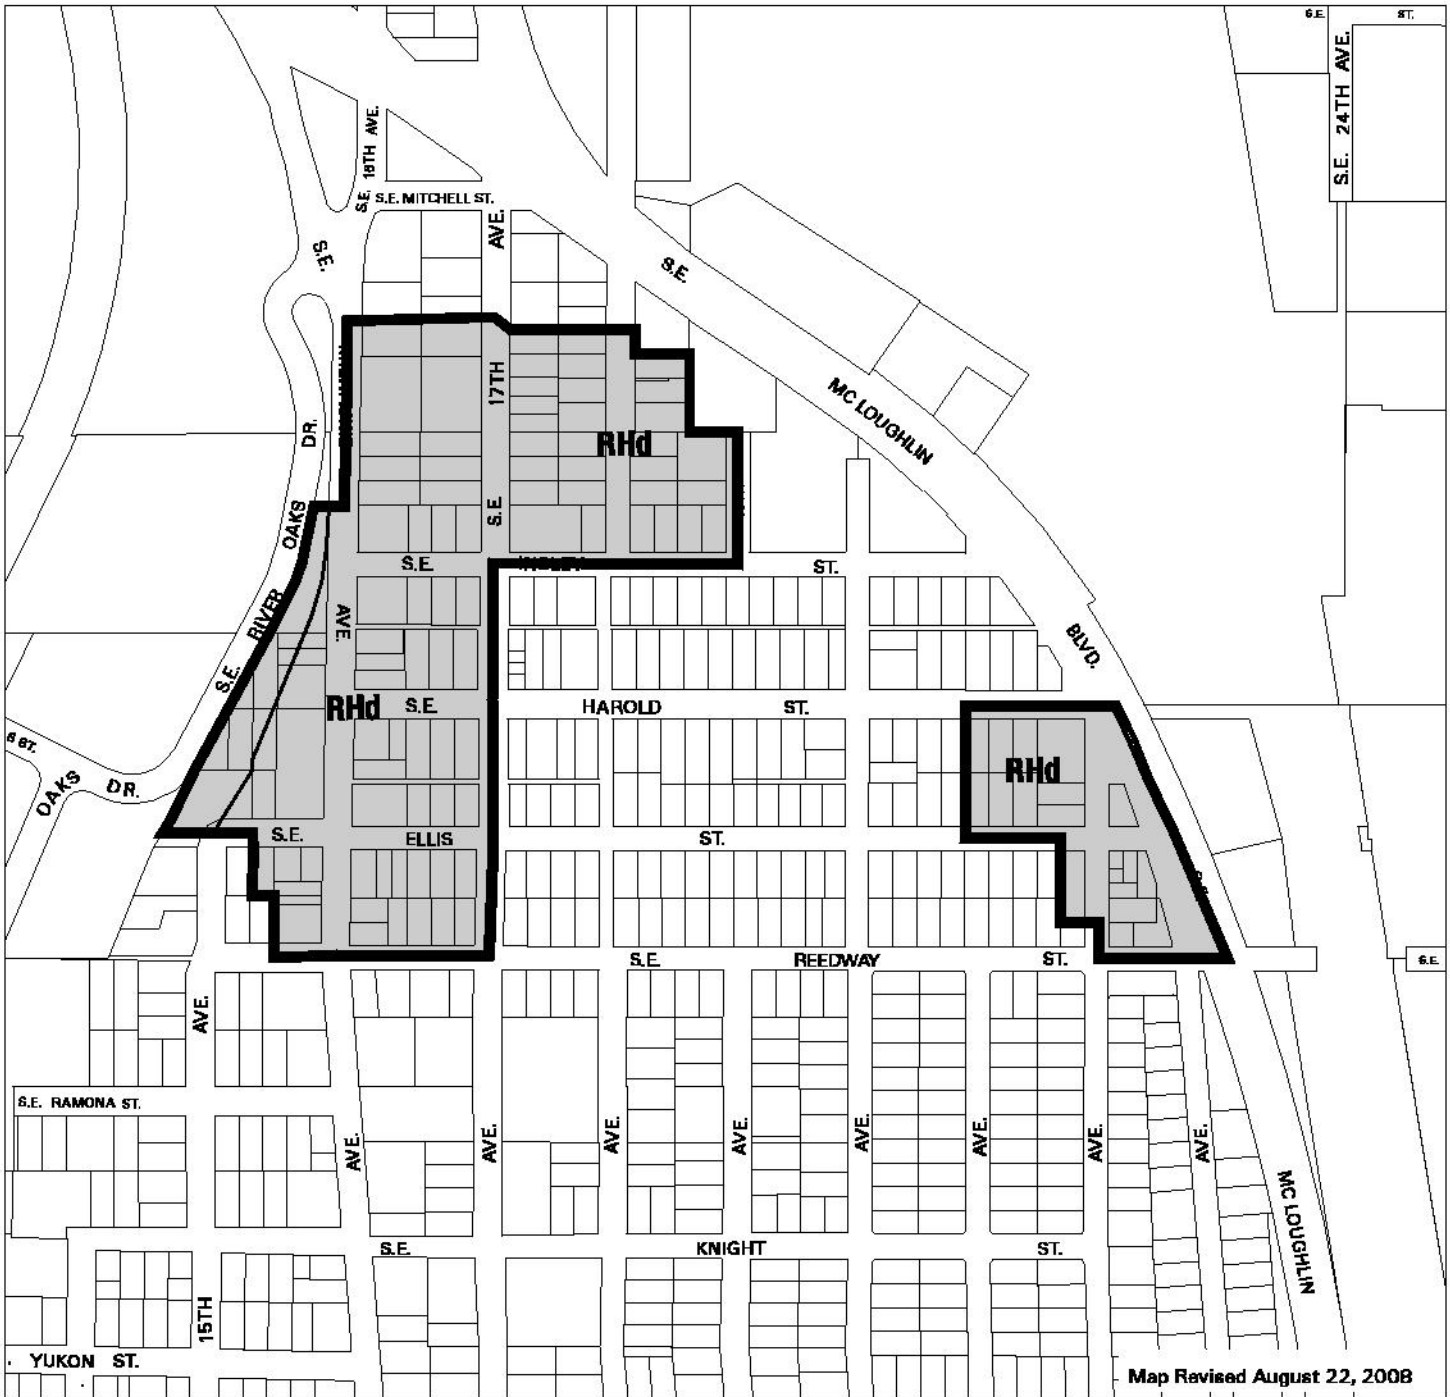 S.E. ST.
S.E. 24TH AVE.
S.E. 16TH AVE.
S.E. MITCHELL ST.
AVE.
S.E.
S.E.
17TH
MC LOUGHLIN
DR.
RHd
S.E.
OAKS
S.E. ST.
RIVER
AVE.
BLVD.
S.E.
RHd
S.E. HAROLD ST.
S ST.
RHd
OAKS DR.
S.E. ELLIS ST.
S.E. REEDWAY ST.
S.E.
AVE.
S.E. RAMONA ST.
AVE. AVE. AVE. AVE. AVE. AVE. AVE. AVE.
MC LOUGHLIN
S.E. KNIGHT ST.
15TH
YUKON ST.
Map Revised August 22, 2008